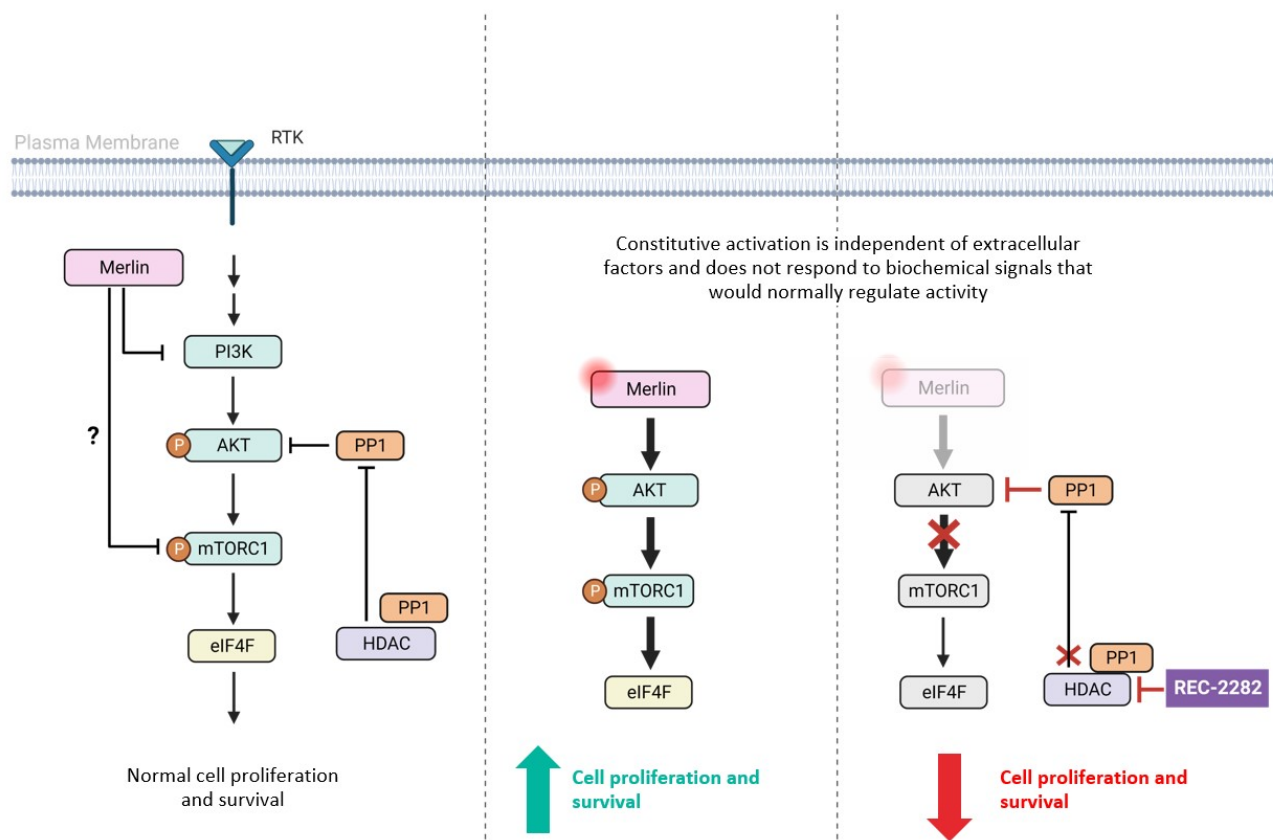 Plasma Membrane
RTK
Merlin
PI3K
?
P
AKT
PP1
P
mTORC1
PP1
HDAC
eIF4F
Normal cell proliferation
and survival
Constitutive activation is independent of extracellular
factors and does not respond to biochemical signals that
would normally regulate activity
Merlin
P
AKT
P
mTORC1
eIF4F
Cell proliferation and
survival
Merlin
AKT
PP1
mTORC1
PP1
HDAC
REC-2282
eIF4F
Cell proliferation and
survival